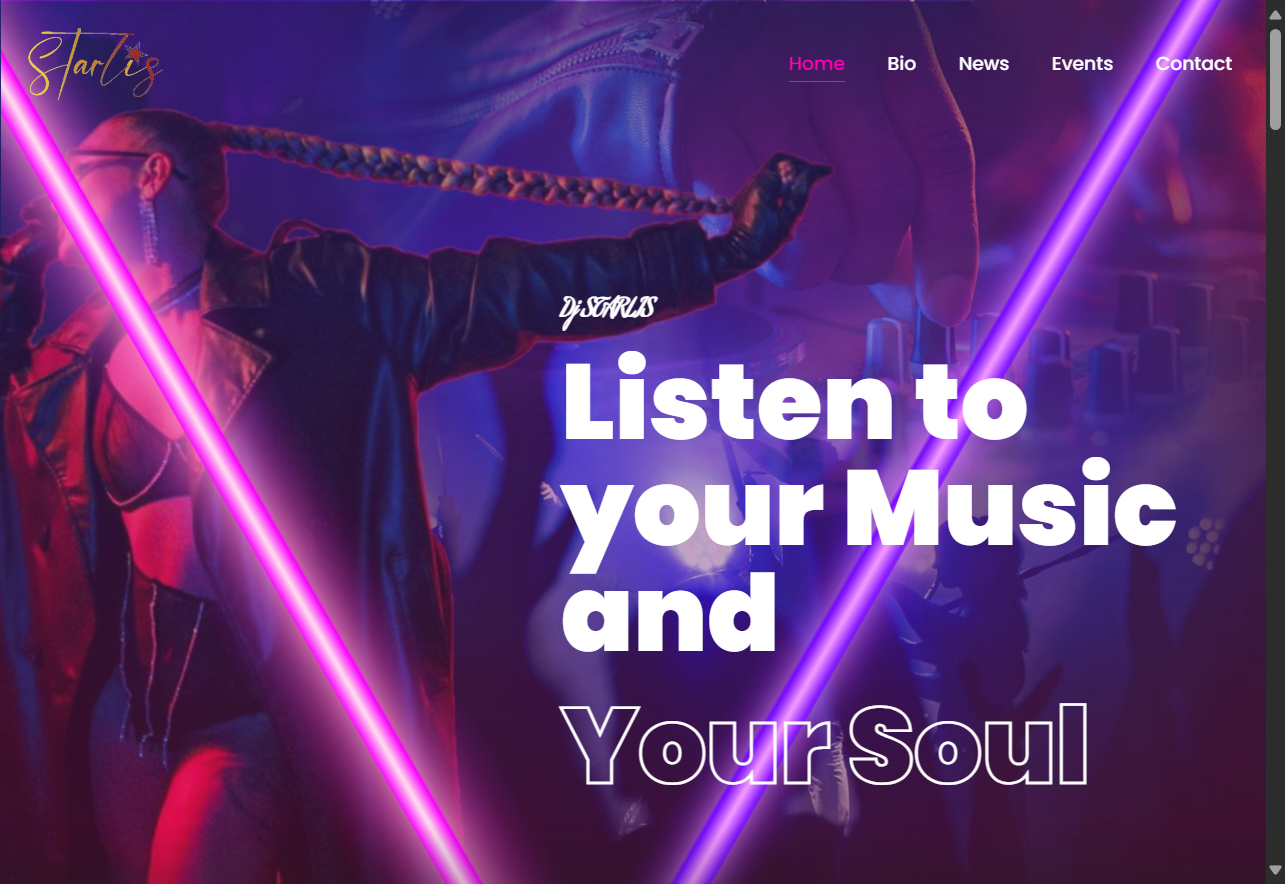 Starlis
Home Bio News Events Contact
Dj STARLIS
Listen to
your Music
and
Your Soul